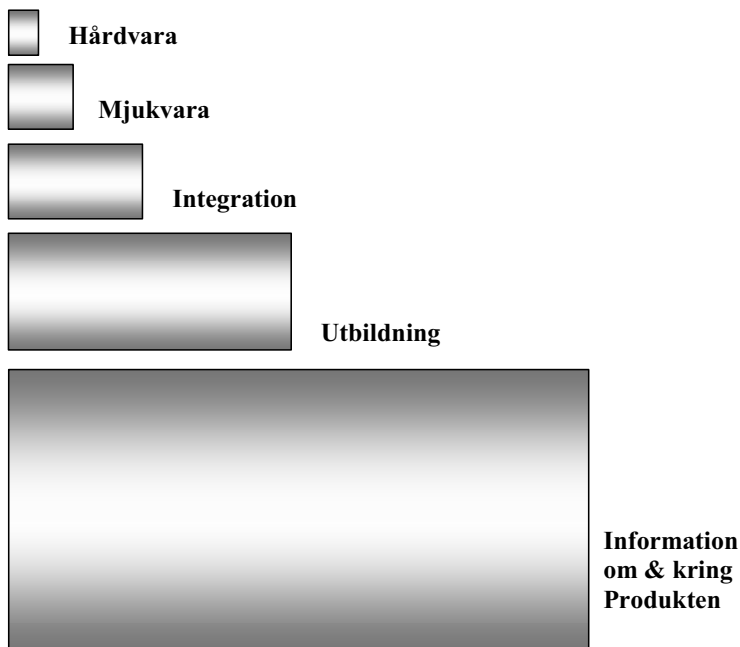 Hårdvara
Mjukvara
Integration
Utbildning
Information
om & kring
Produkten